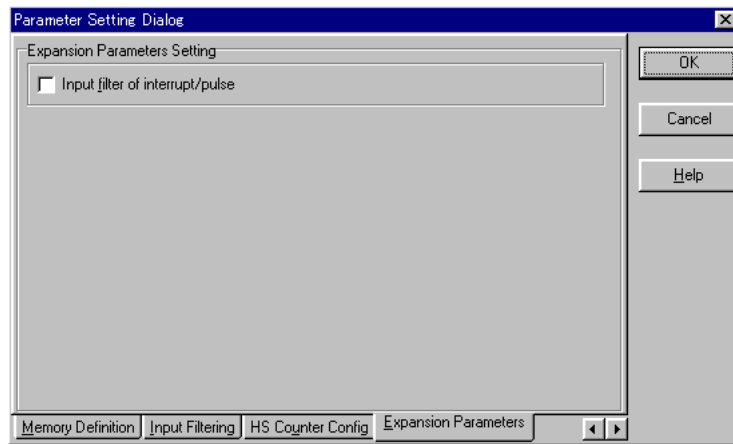 Parameter Setting Dialog
Expansion Parameters Setting
Input filter of interrupt/pulse
OK
Cancel
Help
Memory Definition
Input Filtering
HS Counter Config
Expansion Parameters